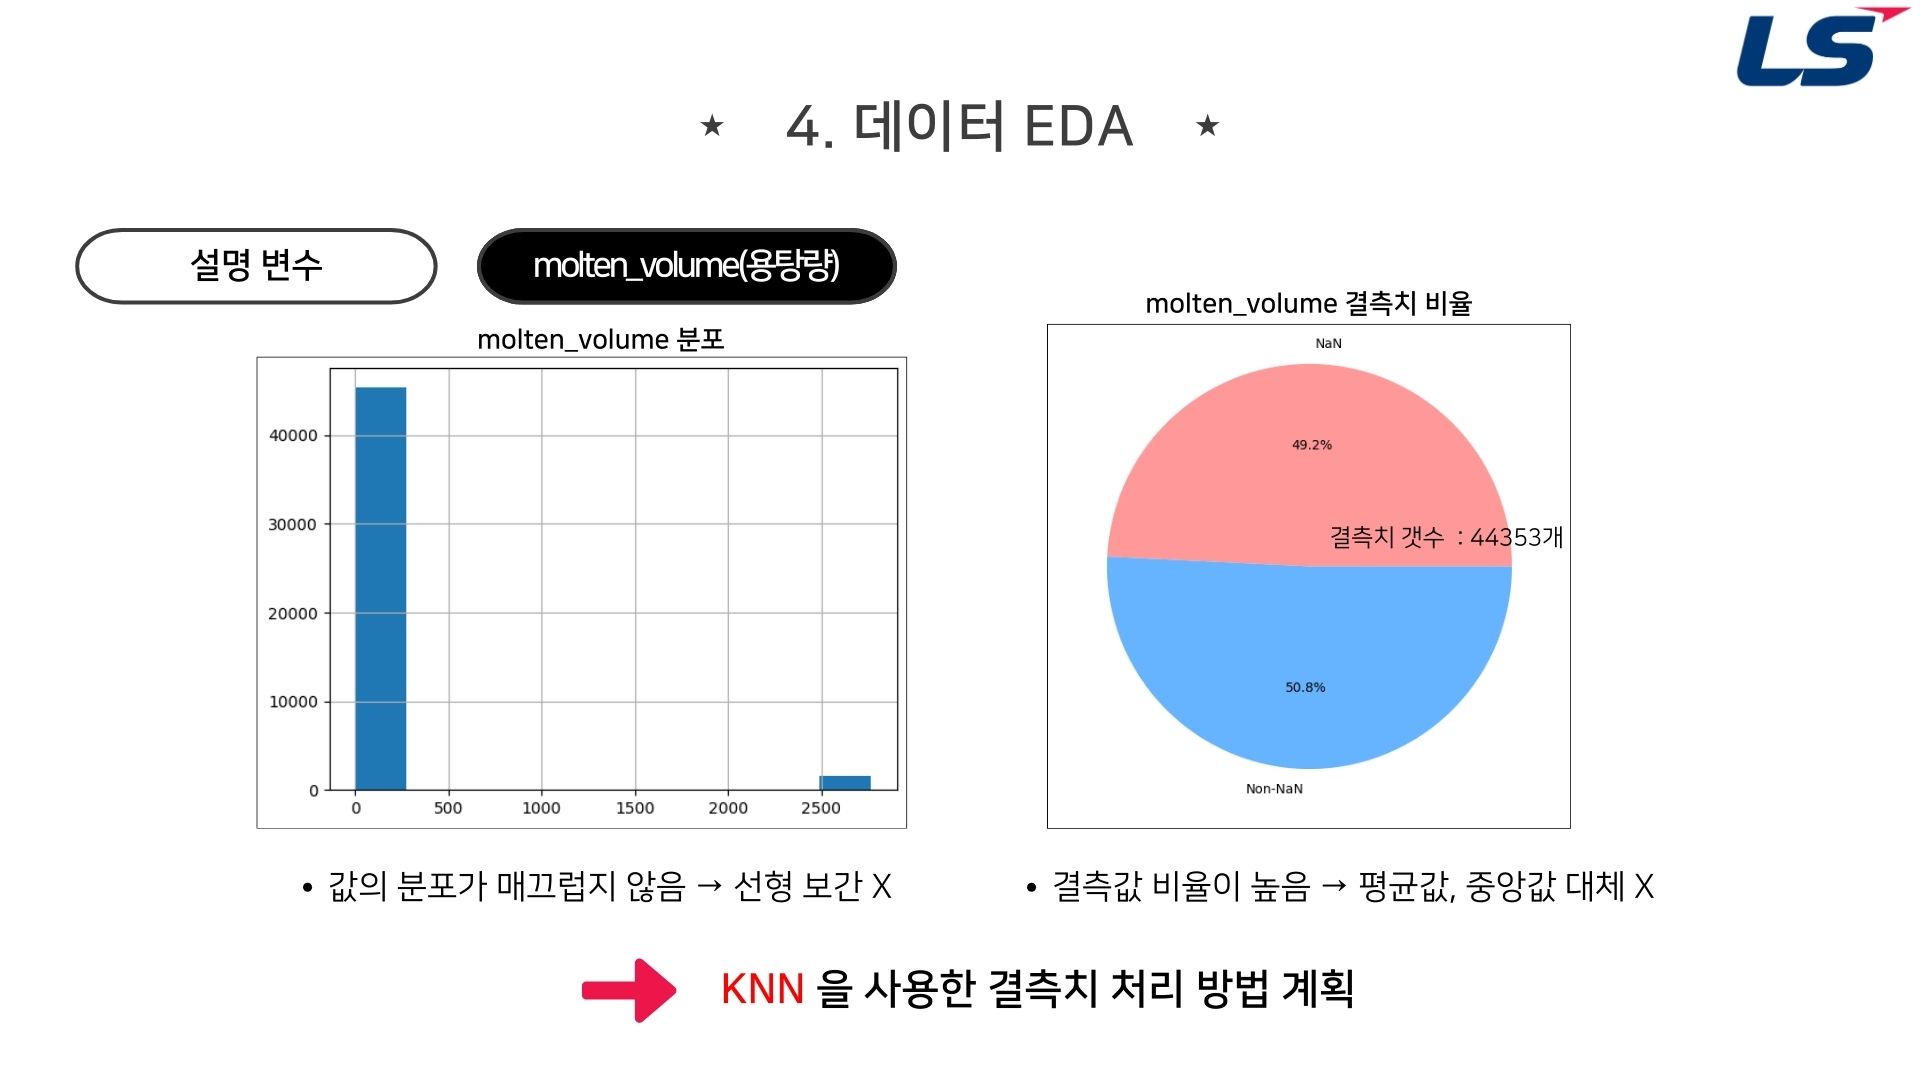 LS
★ 4. 데이터 EDA ★
설명 변수
molten_volume(용탕량)
molten_volume 분포
40000
30000
20000
10000
0
0 500 1000 1500 2000 2500
값의 분포가 매끄럽지 않음 → 선형 보간 X
molten_volume 결측치 비율
NaN
49.2%
결측치 갯수 : 44353개
50.8%
Non-NaN
결측값 비율이 높음 → 평균값, 중앙값 대체 X
KNN 을 사용한 결측치 처리 방법 계획